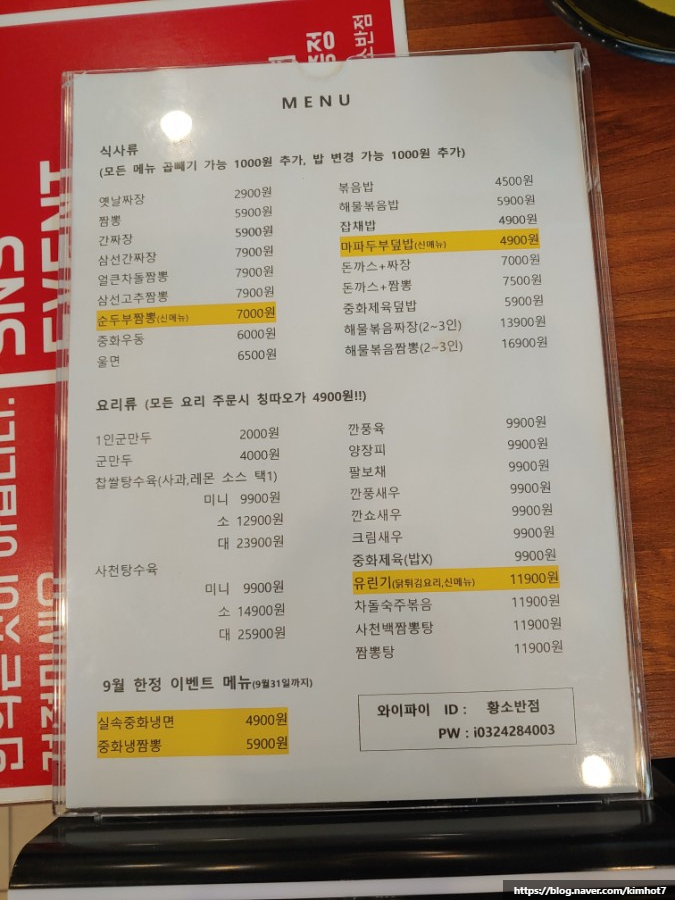 MENU
식사류
(모든 메뉴 곱빼기 가능 1000원 추가, 밥 변경 가능 1000원 추가)
옛날짜장 2900원
짬뽕 5900원
간짜장 5900원
삼선간짜장 7900원
얼큰차돌짬뽕 7900원
삼선고추짬뽕 7900원
순두부짬뽕(신메뉴) 7000원
중화우동 6000원
울면 6500원
볶음밥 4500원
해물볶음밥 5900원
잡채밥 4900원
마파두부덮밥(신메뉴) 4900원
돈까스+짜장 7000원
돈까스+짬뽕 7500원
중화제육덮밥 5900원
해물볶음짜장(2~3인) 13900원
해물볶음짬뽕(2~3인) 16900원
요리류 (모든 요리 주문시 칭따오가 4900원!!)
1인군만두 2000원
군만두 4000원
찹쌀탕수육(사과,레몬 소스 택1)
미니 9900원
소 12900원
대 23900원
사천탕수육
미니 9900원
소 14900원
대 25900원
깐풍육 9900원
양장피 9900원
팔보채 9900원
깐풍새우 9900원
깐쇼새우 9900원
크림새우 9900원
중화제육(밥X) 9900원
유린기(닭튀김요리,신메뉴) 11900원
차돌숙주볶음 11900원
사천백짬뽕탕 11900원
짬뽕탕 11900원
9월 한정 이벤트 메뉴(9월31일까지)
실속중화냉면 4900원
중화냉짬뽕 5900원
와이파이 ID : 황소반점
PW : i0324284003
SNS
EVENT
https://blog.naver.com/kimhot7